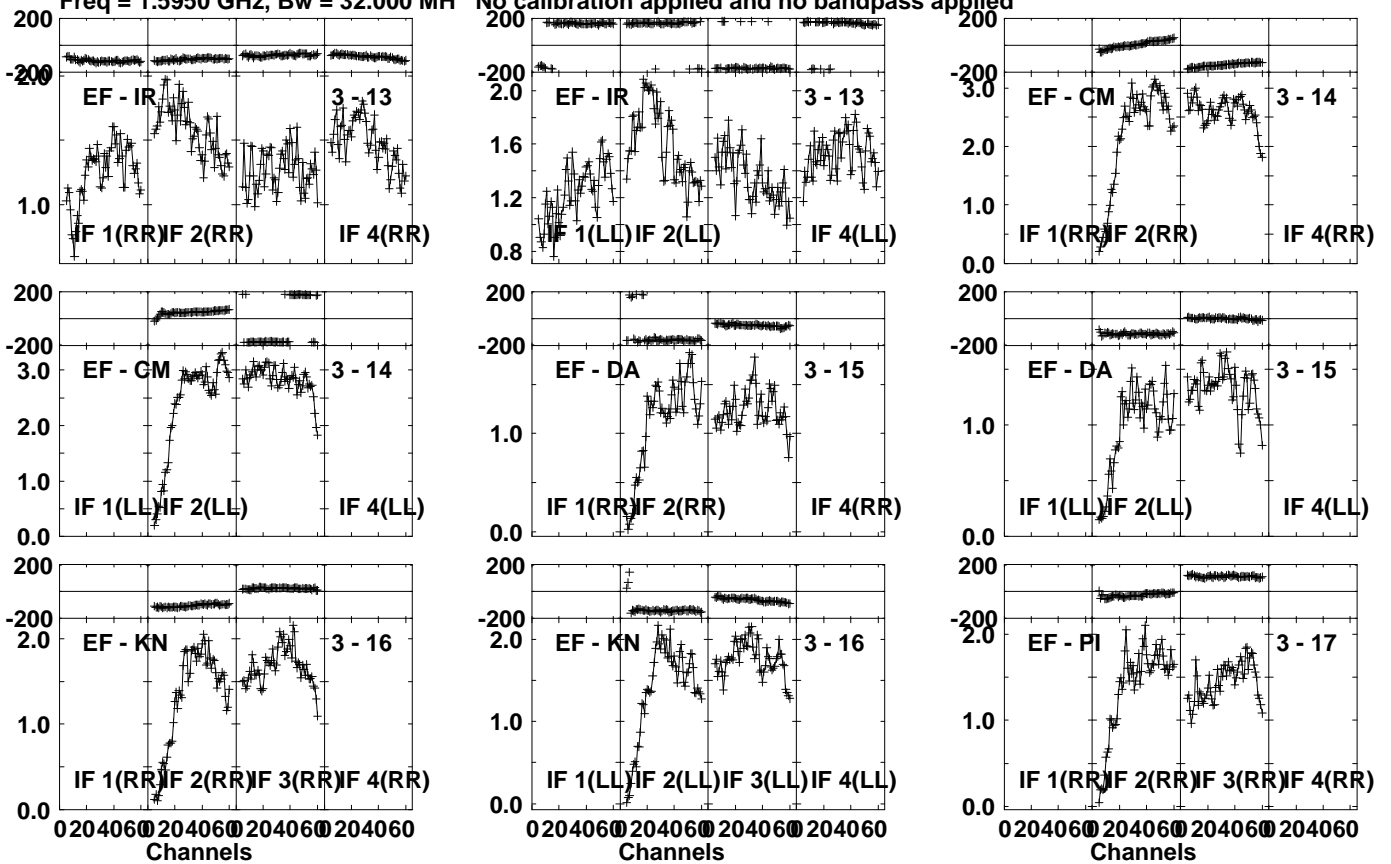 Freq = 1.5950 GHz, Bw = 32.000 MH No calibration applied and no bandpass applied
200
-200
2.0
1.0
EF - IR
3 - 13
IF 1(RR) IF 2(RR) IF 4(RR)
200
-200
2.0
1.6
1.2
0.8
EF - IR
3 - 13
IF 1(LL) IF 2(LL) IF 4(LL)
200
-200
3.0
2.0
1.0
0.0
EF - CM
3 - 14
IF 1(RR) IF 2(RR) IF 4(RR)
200
-200
3.0
2.0
1.0
0.0
EF - CM
3 - 14
IF 1(LL) IF 2(LL) IF 4(LL)
200
-200
1.0
0.0
EF - DA
3 - 15
IF 1(RR) IF 2(RR) IF 4(RR)
200
-200
1.0
0.0
EF - DA
3 - 15
IF 1(LL) IF 2(LL) IF 4(LL)
200
-200
2.0
1.0
0.0
EF - KN
3 - 16
IF 1(RR) IF 2(RR) IF 3(RR) IF 4(RR)
0 20 40 60 0 20 40 60 0 20 40 60 0 20 40 60
Channels
200
-200
2.0
1.0
0.0
EF - KN
3 - 16
IF 1(LL) IF 2(LL) IF 3(LL) IF 4(LL)
0 20 40 60 0 20 40 60 0 20 40 60 0 20 40 60
Channels
200
-200
2.0
1.0
0.0
EF - PI
3 - 17
IF 1(RR) IF 2(RR) IF 3(RR) IF 4(RR)
0 20 40 60 0 20 40 60 0 20 40 60 0 20 40 60
Channels